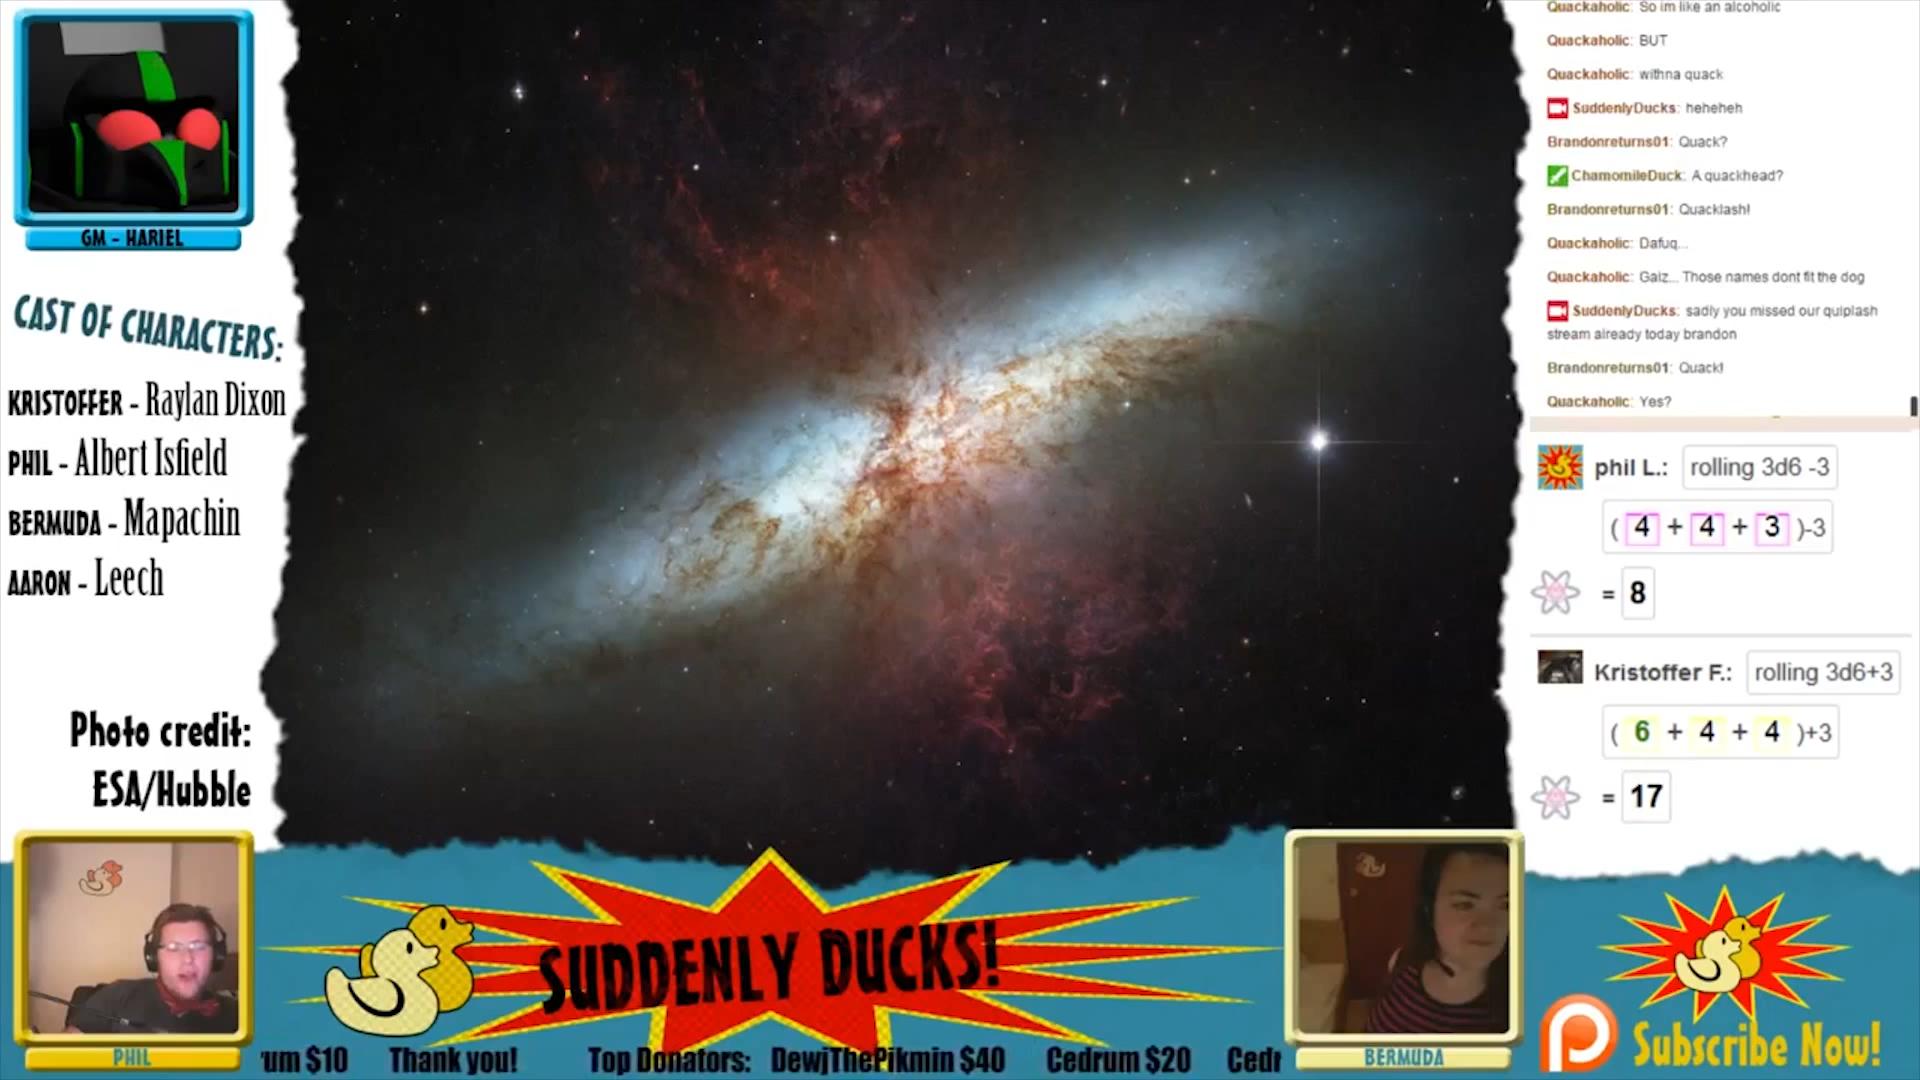 GM - HARIEL
CAST OF CHARACTERS:
KRISTOFFER - Raylan Dixon
PHIL - Albert Isfield
BERMUDA - Mapachin
AARON - Leech
Photo credit:
ESA/Hubble
PHIL
Quackaholic: So im like an alcoholic
Quackaholic: BUT
Quackaholic: withna quack
SuddenlyDucks: heheheh
Brandonreturns01: Quack?
ChamomileDuck: A quackhead?
Brandonreturns01: Quacklash!
Quackaholic: Dafuq...
Quackaholic: Gaiz... Those names dont fit the dog
SuddenlyDucks: sadly you missed our quiplash
stream already today brandon
Brandonreturns01: Quack!
Quackaholic: Yes?
phil L.: rolling 3d6 -3
( 4 + 4 + 3 )-3
= 8
Kristoffer F.: rolling 3d6+3
( 6 + 4 + 4 )+3
= 17
SUDDENLY DUCKS!
um $10 Thank you! Top Donators: DewjThePikmin $40 Cedrum $20 Cedr
BERMUDA
Subscribe Now!